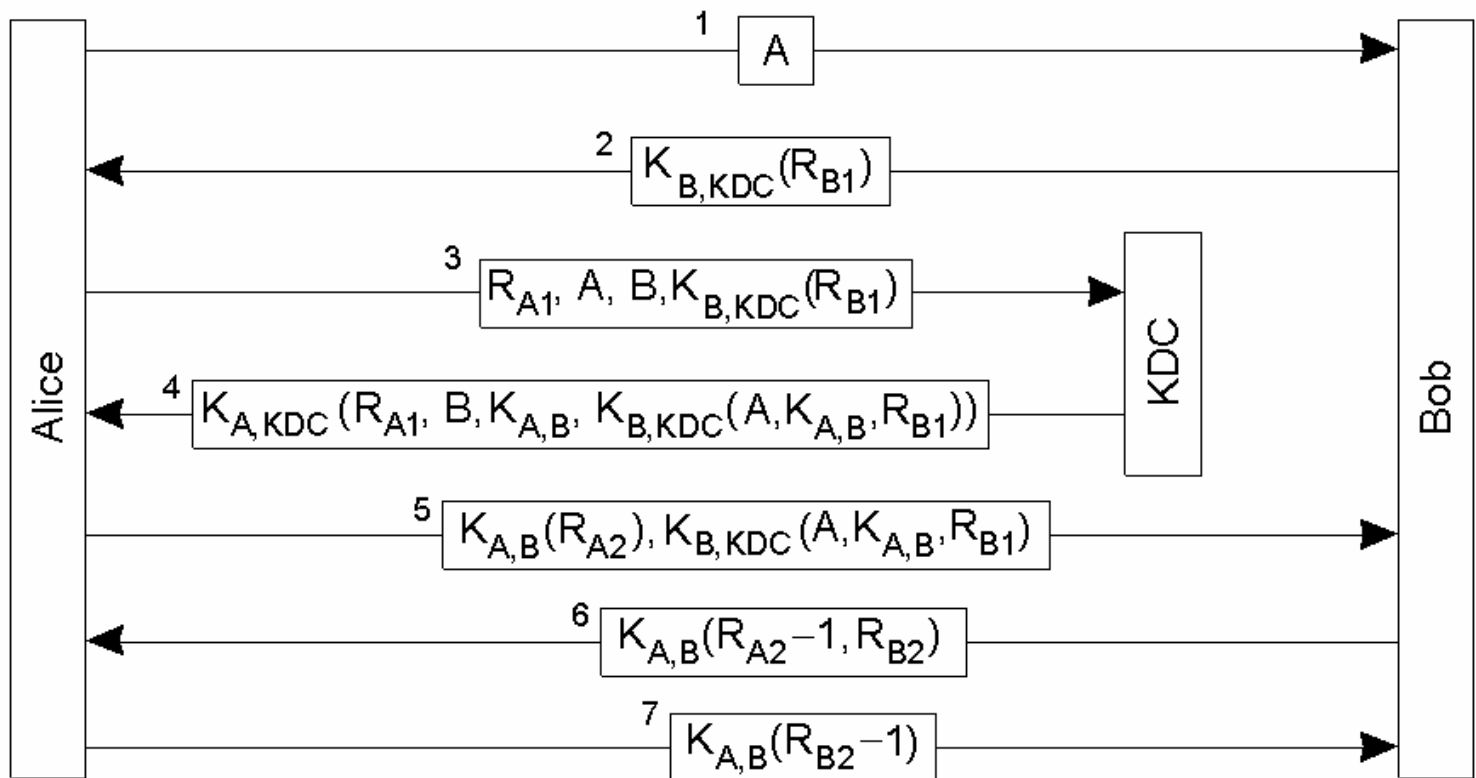 1
A
2
K_{B,KDC}(R_{B1})
3
R_{A1}, A, B,K_{B,KDC}(R_{B1})
KDC
4
K_{A,KDC}(R_{A1}, B,K_{A,B}, K_{B,KDC}(A,K_{A,B},R_{B1}))
Alice
Bob
5
K_{A,B}(R_{A2}),K_{B,KDC}(A,K_{A,B},R_{B1})
6
K_{A,B}(R_{A2}−1,R_{B2})
7
K_{A,B}(R_{B2}−1)